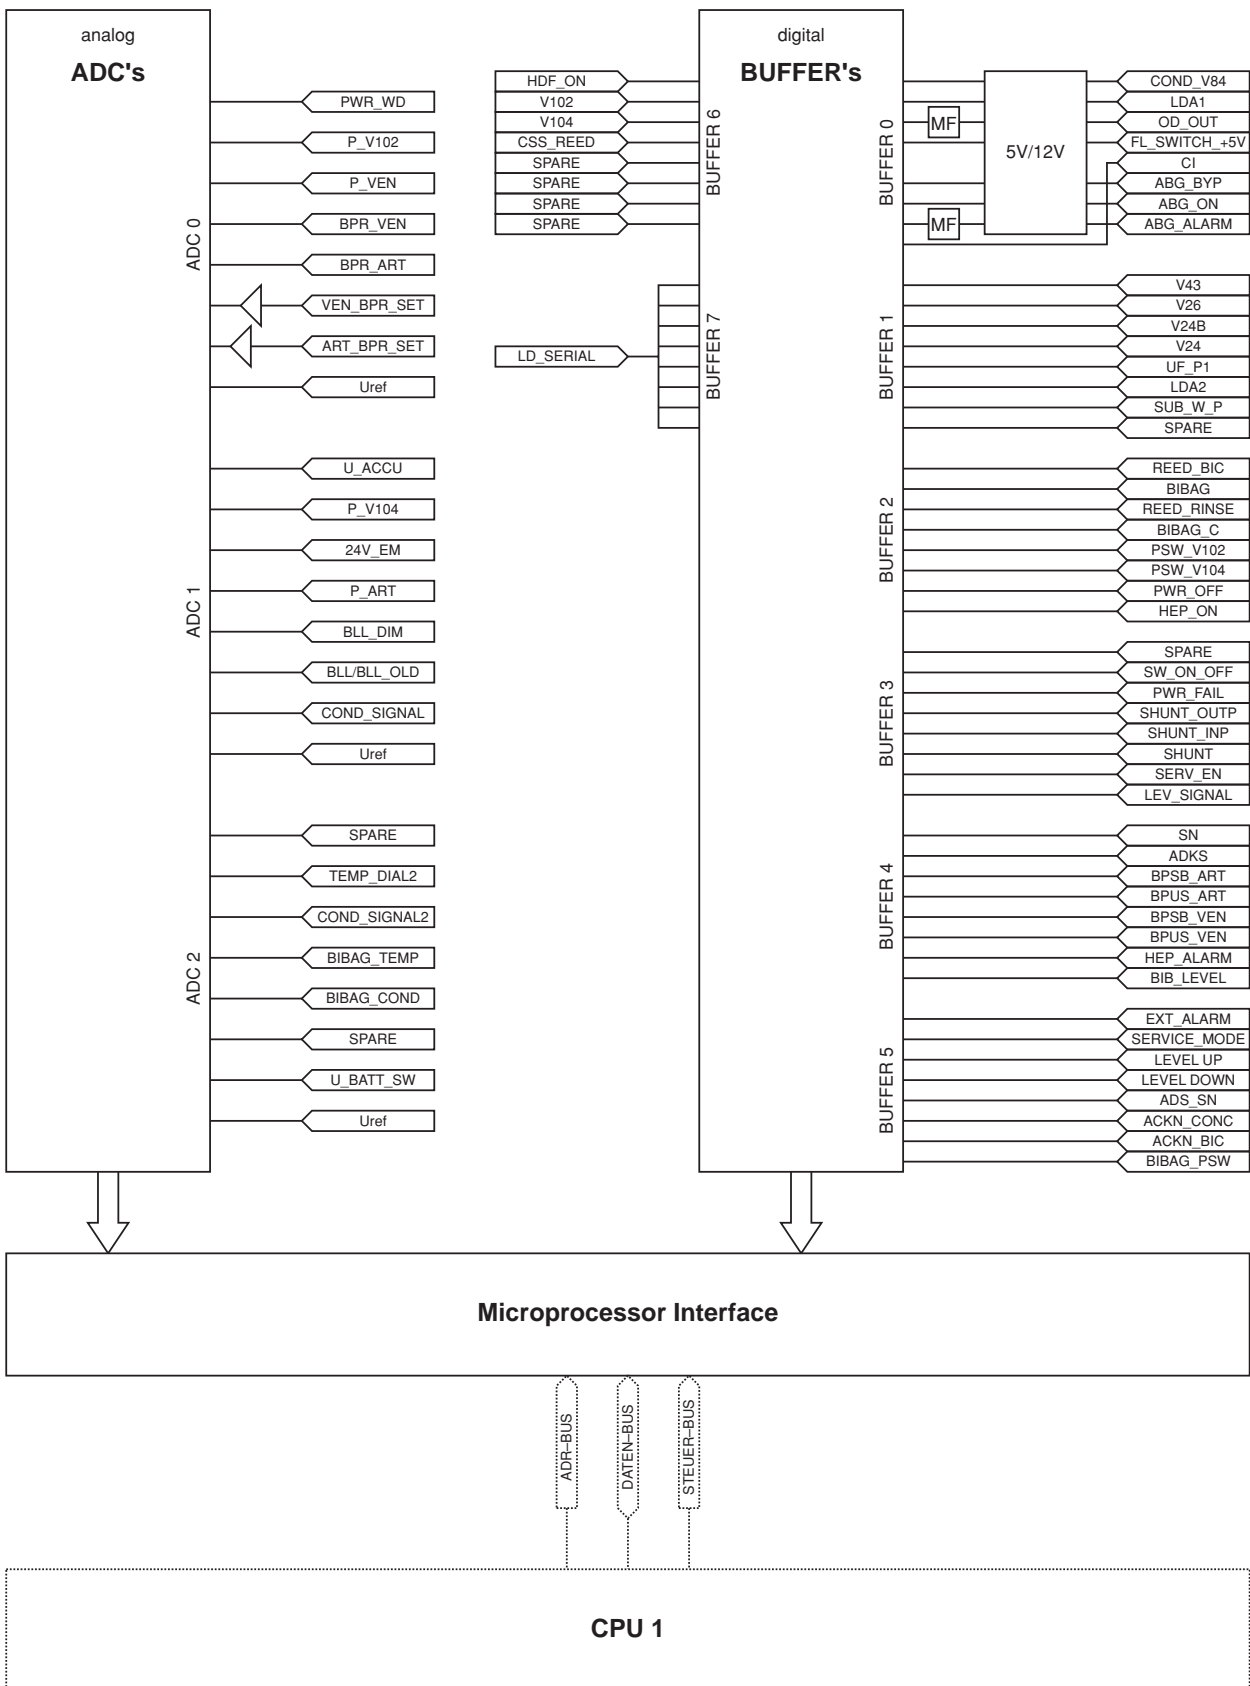 analog
ADC's
ADC 0
PWR_WD
P_V102
P_VEN
BPR_VEN
BPR_ART
VEN_BPR_SET
ART_BPR_SET
Uref
ADC 1
U_ACCU
P_V104
24V_EM
P_ART
BLL_DIM
BLL/BLL_OLD
COND_SIGNAL
Uref
ADC 2
SPARE
TEMP_DIAL2
COND_SIGNAL2
BIBAG_TEMP
BIBAG_COND
SPARE
U_BATT_SW
Uref
digital
BUFFER's
HDF_ON
V102
V104
CSS_REED
SPARE
SPARE
SPARE
SPARE
BUFFER 6
LD_SERIAL
BUFFER 7
BUFFER 0
MF
MF
5V/12V
COND_V84
LDA1
OD_OUT
FL_SWITCH_+5V
CI
ABG_BYP
ABG_ON
ABG_ALARM
BUFFER 1
V43
V26
V24B
V24
UF_P1
LDA2
SUB_W_P
SPARE
BUFFER 2
REED_BIC
BIBAG
REED_RINSE
BIBAG_C
PSW_V102
PSW_V104
PWR_OFF
HEP_ON
BUFFER 3
SPARE
SW_ON_OFF
PWR_FAIL
SHUNT_OUTP
SHUNT_INP
SHUNT
SERV_EN
LEV_SIGNAL
BUFFER 4
SN
ADKS
BPSB_ART
BPUS_ART
BPSB_VEN
BPUS_VEN
HEP_ALARM
BIB_LEVEL
BUFFER 5
EXT_ALARM
SERVICE_MODE
LEVEL UP
LEVEL DOWN
ADS_SN
ACKN_CONC
ACKN_BIC
BIBAG_PSW
Microprocessor Interface
ADR–BUS
DATEN–BUS
STEUER–BUS
CPU 1